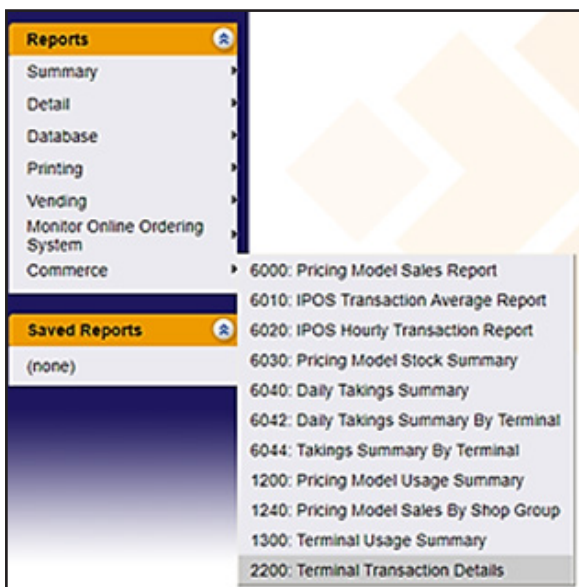 Reports
Summary
Detail
Database
Printing
Vending
Monitor Online Ordering
System
Commerce
6000: Pricing Model Sales Report
6010: IPOS Transaction Average Report
6020: IPOS Hourly Transaction Report
6030: Pricing Model Stock Summary
6040: Daily Takings Summary
6042: Daily Takings Summary By Terminal
6044: Takings Summary By Terminal
1200: Pricing Model Usage Summary
1240: Pricing Model Sales By Shop Group
1300: Terminal Usage Summary
2200: Terminal Transaction Details
Saved Reports
(none)